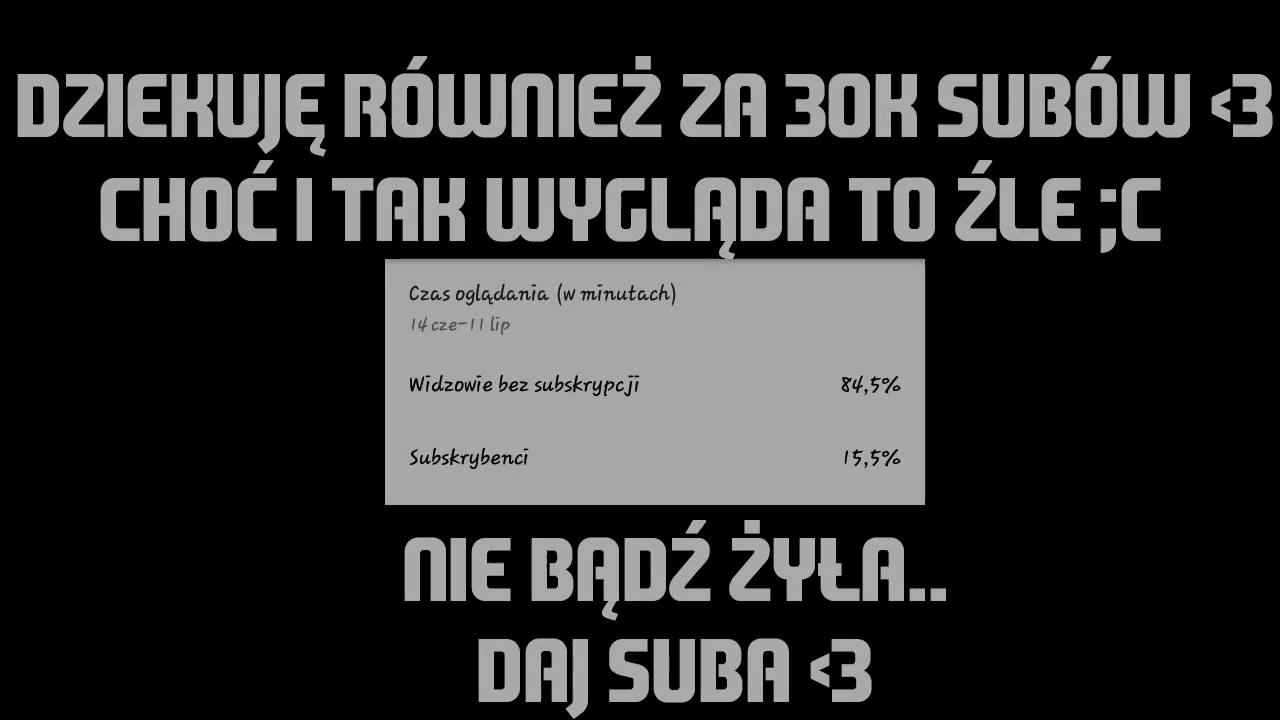 DZIEKUJĘ RÓWNIEŻ ZA 30K SUBÓW <3
CHOĆ I TAK WYGLĄDA TO ŹLE ;C
Czas oglądania (w minutach)
14 cze–11 lip
Widzowie bez subskrypcji 84,5%
Subskrybenci 15,5%
NIE BĄDŹ ŻYŁA..
DAJ SUBA <3